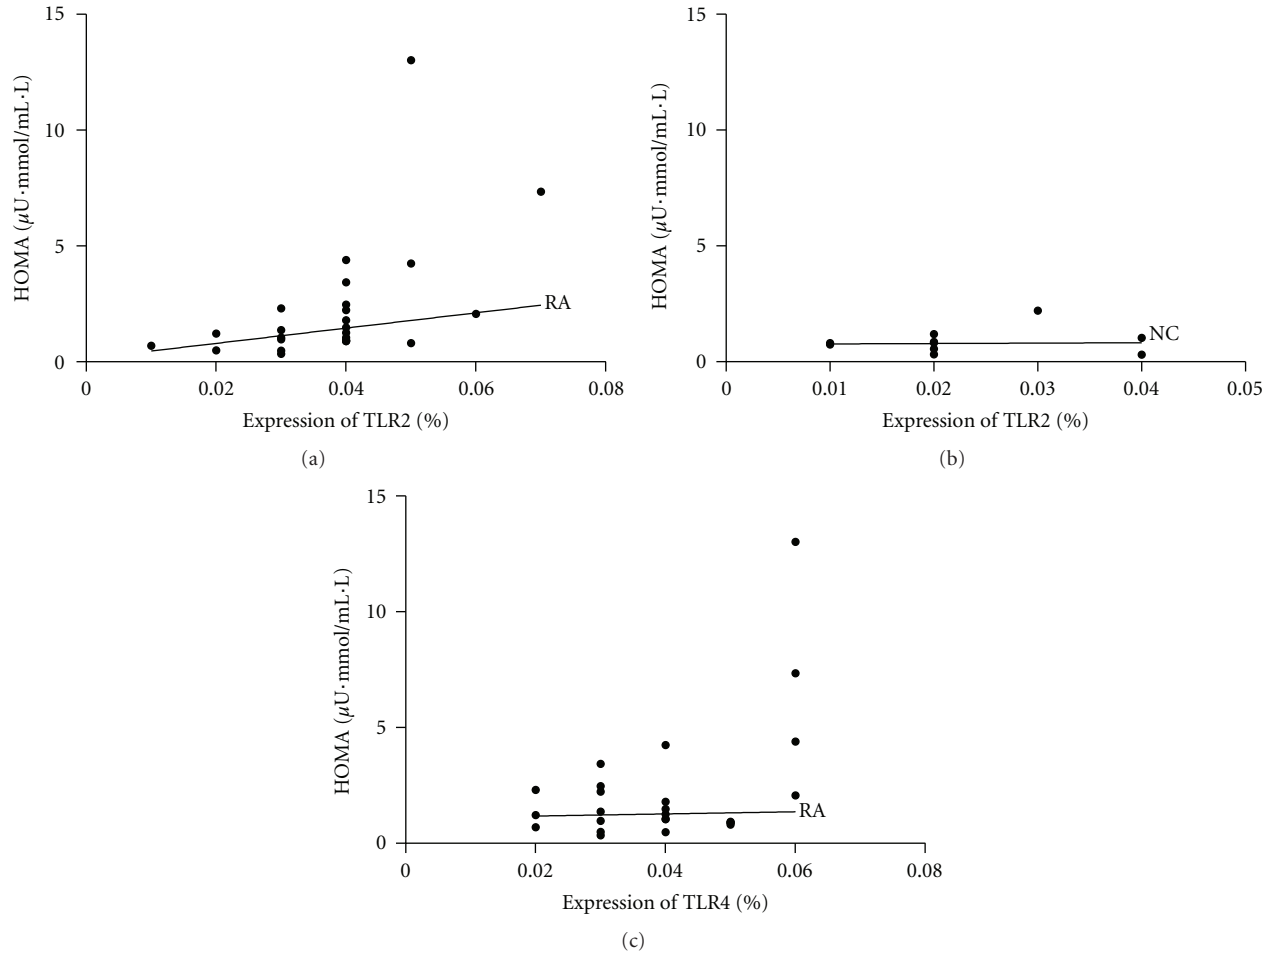 15
10
5
0
HOMA (µU·mmol/mL·L)
RA
0 0.02 0.04 0.06 0.08
Expression of TLR2 (%)
(a)
15
10
5
0
HOMA (µU·mmol/mL·L)
NC
0 0.01 0.02 0.03 0.04 0.05
Expression of TLR2 (%)
(b)
15
10
5
0
HOMA (µU·mmol/mL·L)
RA
0 0.02 0.04 0.06 0.08
Expression of TLR4 (%)
(c)